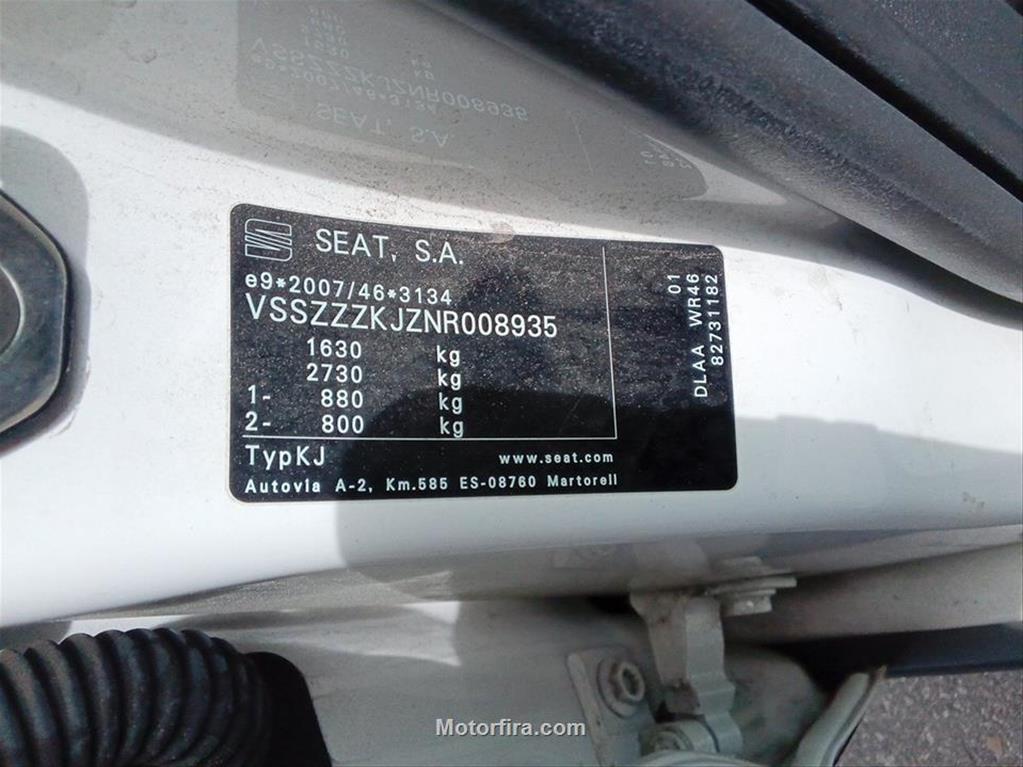 SEAT, S.A.
e9*2007/46*3134
VSSZZZKJZNR008935
1630 kg
2730 kg
1- 880 kg
2- 800 kg
TypKJ www.seat.com
Autovia A-2, Km.585 ES-08760 Martorell
01
DLAA WR46
82731182
Motorfira.com